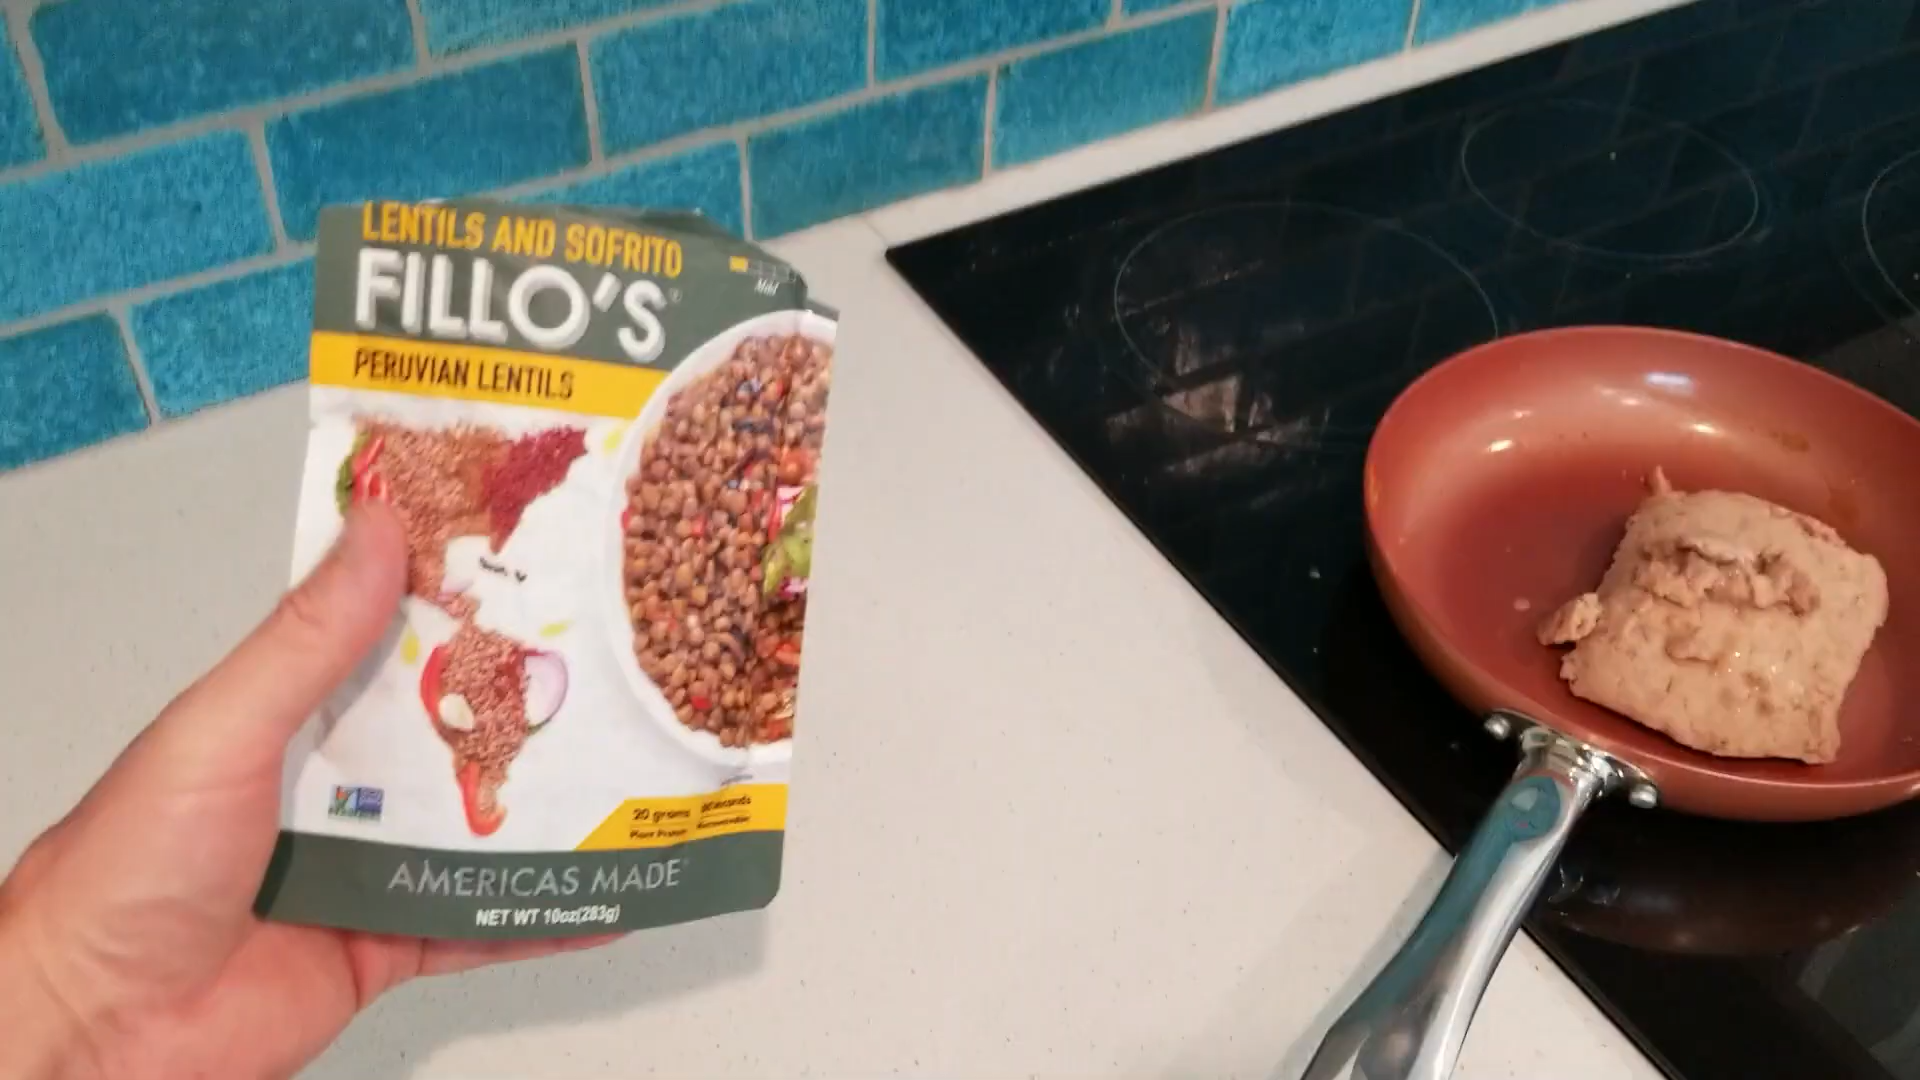 LENTILS AND SOFRITO
FILLO'S
Mild
PERUVIAN LENTILS
20 grams
Plant Protein
AMERICAS MADE
NET WT 10oz(283g)